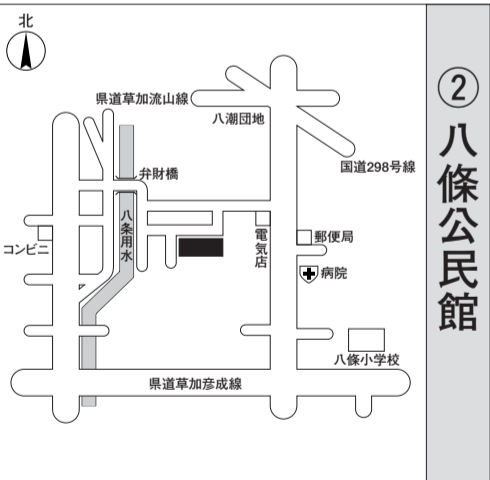 北
県道草加流山線
八潮団地
国道298号線
弁財橋
八条用水
コンビニ
電気店
郵便局
病院
八條小学校
県道草加彦成線
② 八條公民館